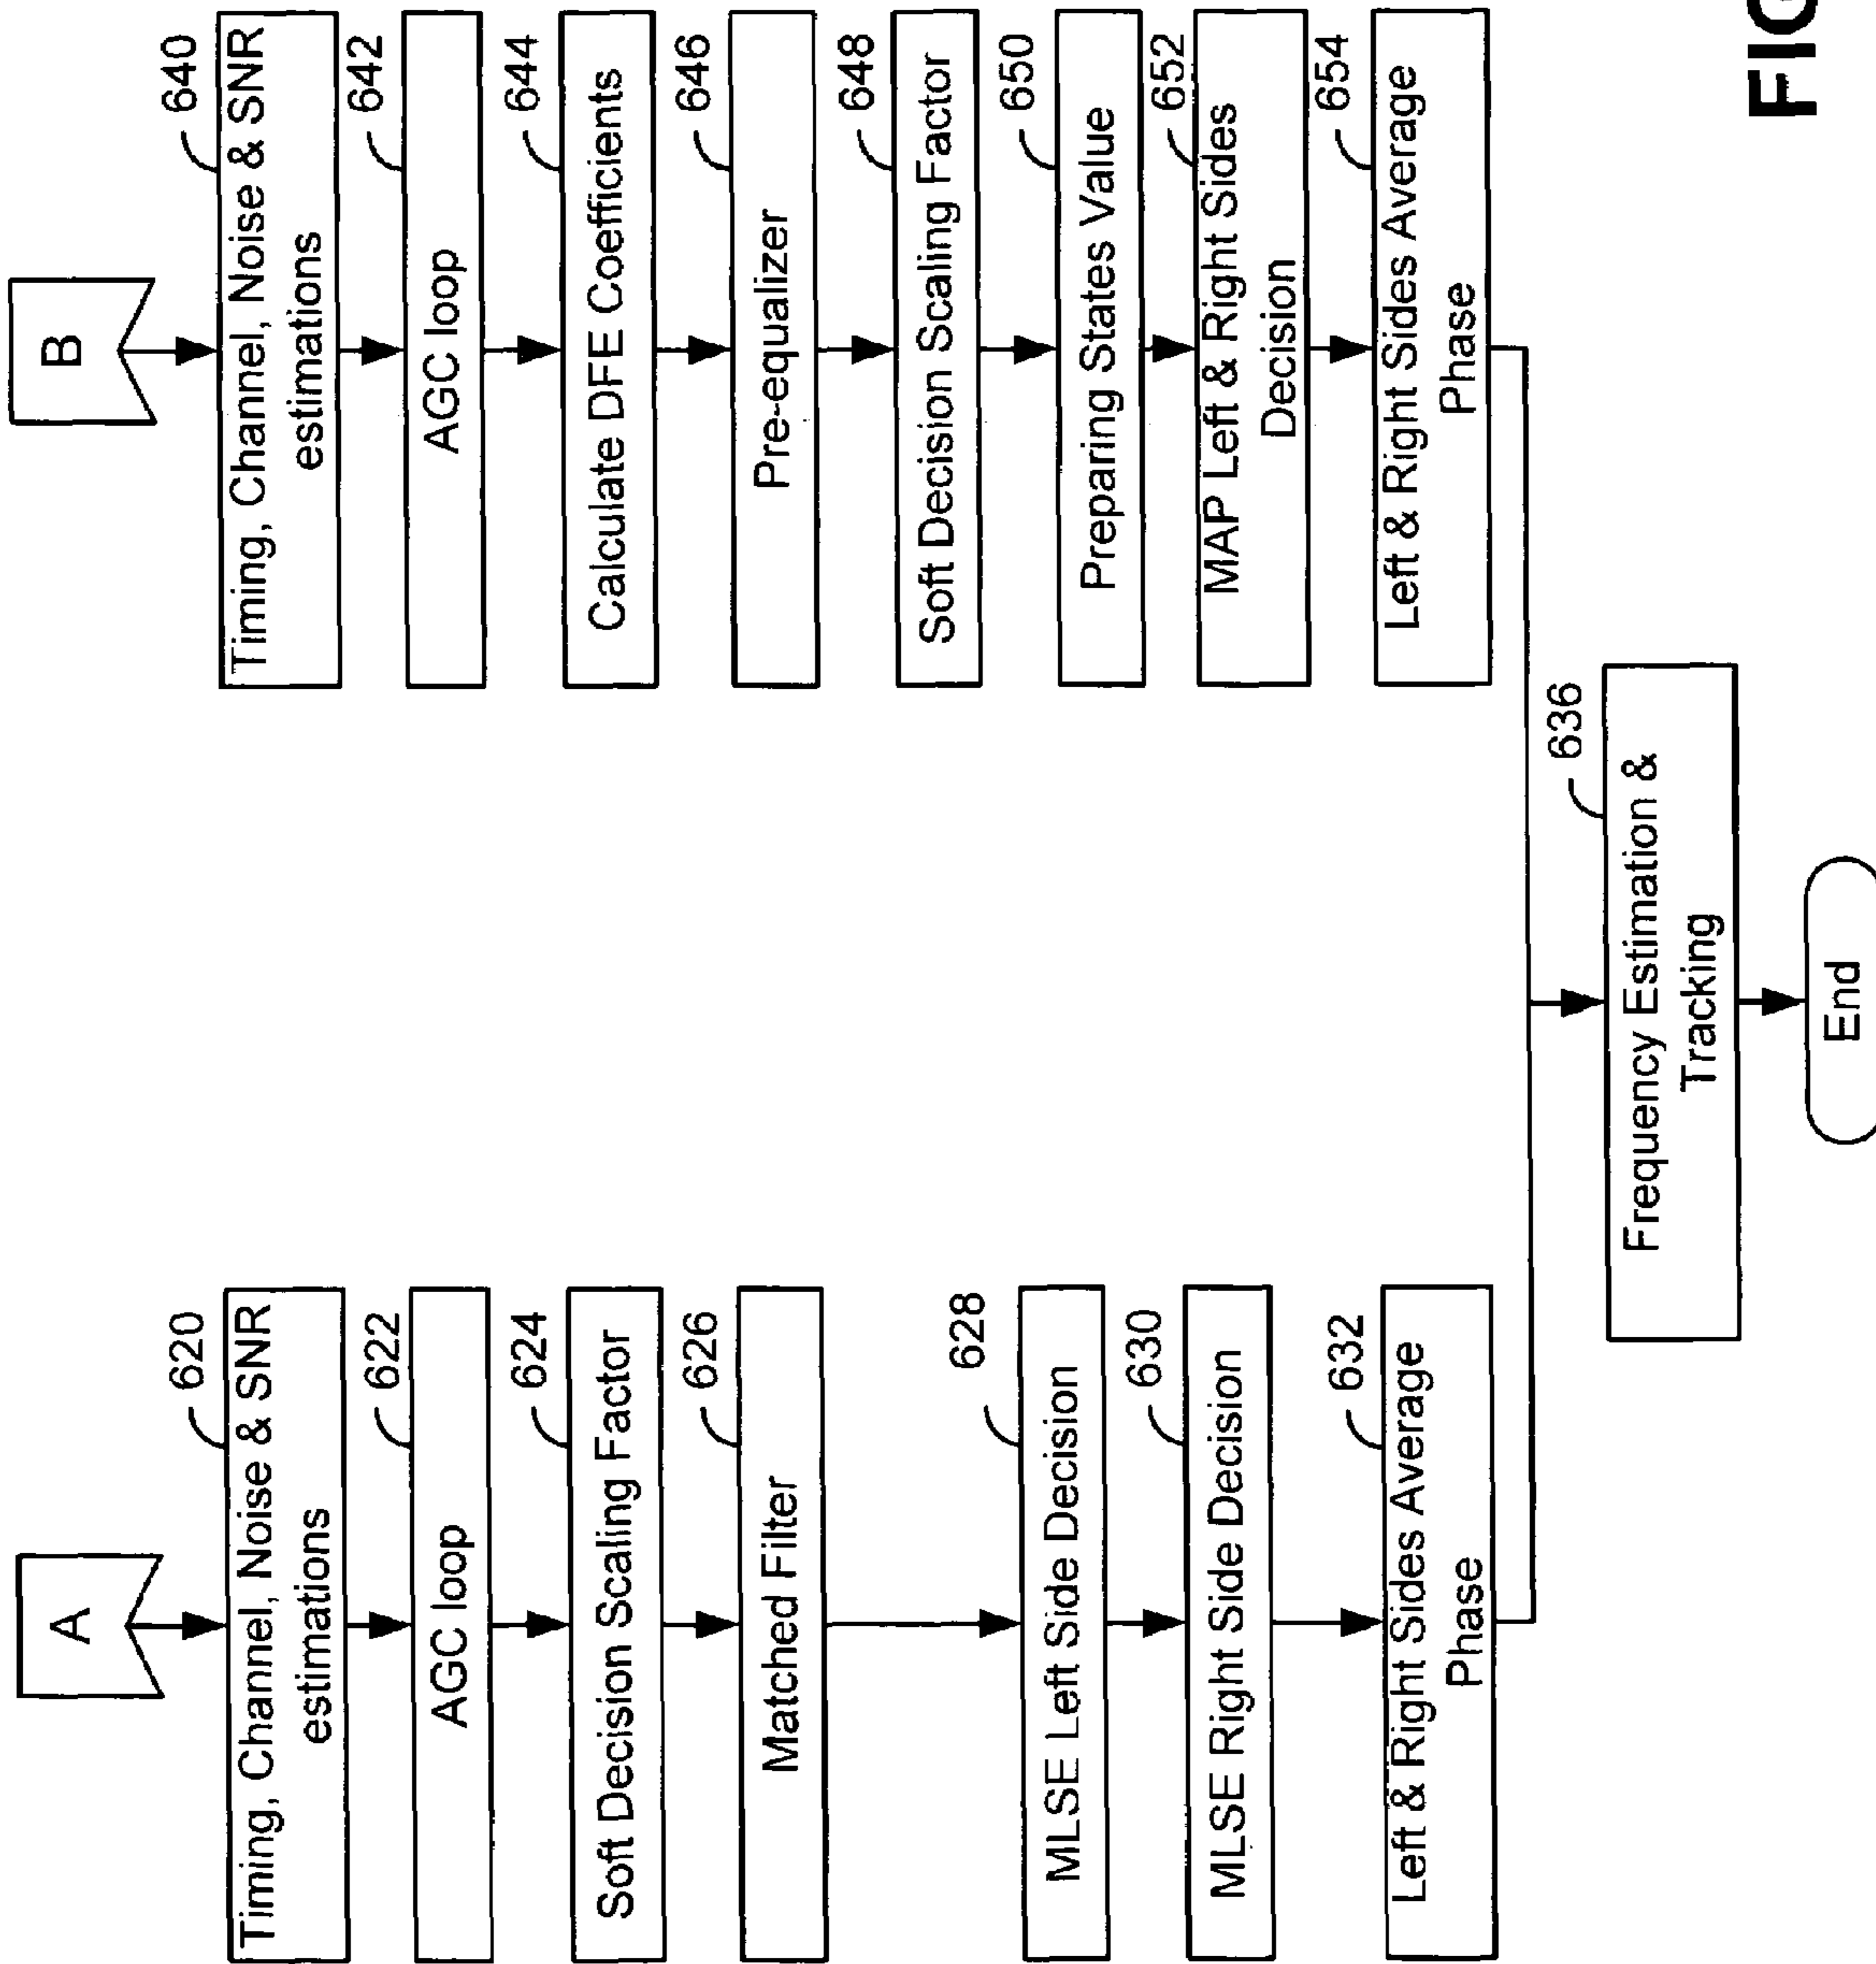 A
620
Timing, Channel, Noise & SNR
estimations
622
AGC loop
624
Soft Decision Scaling Factor
626
Matched Filter
628
MLSE Left Side Decision
630
MLSE Right Side Decision
632
Left & Right Sides Average
Phase
B
640
Timing, Channel, Noise & SNR
estimations
642
AGC loop
644
Calculate DFE Coefficients
646
Pre-equalizer
648
Soft Decision Scaling Factor
650
Preparing States Value
652
MAP Left & Right Sides
Decision
654
Left & Right Sides Average
Phase
636
Frequency Estimation &
Tracking
End